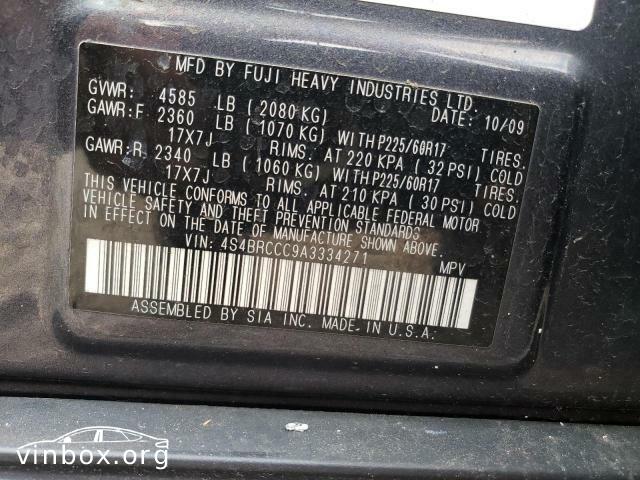 MFD BY FUJI HEAVY INDUSTRIES LTD.
GVWR: 4585 LB (2080 KG) DATE: 10/09
GAWR:F 2360 LB (1070 KG) WITH P225/60R17 TIRES.
17X7J RIMS. AT 220 KPA (32 PSI) COLD
GAWR:R. 2340 LB (1060 KG) WITH P225/60R17 TIRES.
17X7J RIMS. AT 210 KPA (30 PSI) COLD
THIS VEHICLE CONFORMS TO ALL APPLICABLE FEDERAL MOTOR
VEHICLE SAFETY AND THEFT PREVENTION STANDARDS
IN EFFECT ON THE DATE OF MANUFACTURE SHOWN ABOVE.
VIN: 4S4BRCCC9A3334271 MPV
ASSEMBLED BY SIA INC. MADE IN U.S.A.
vinbox.org